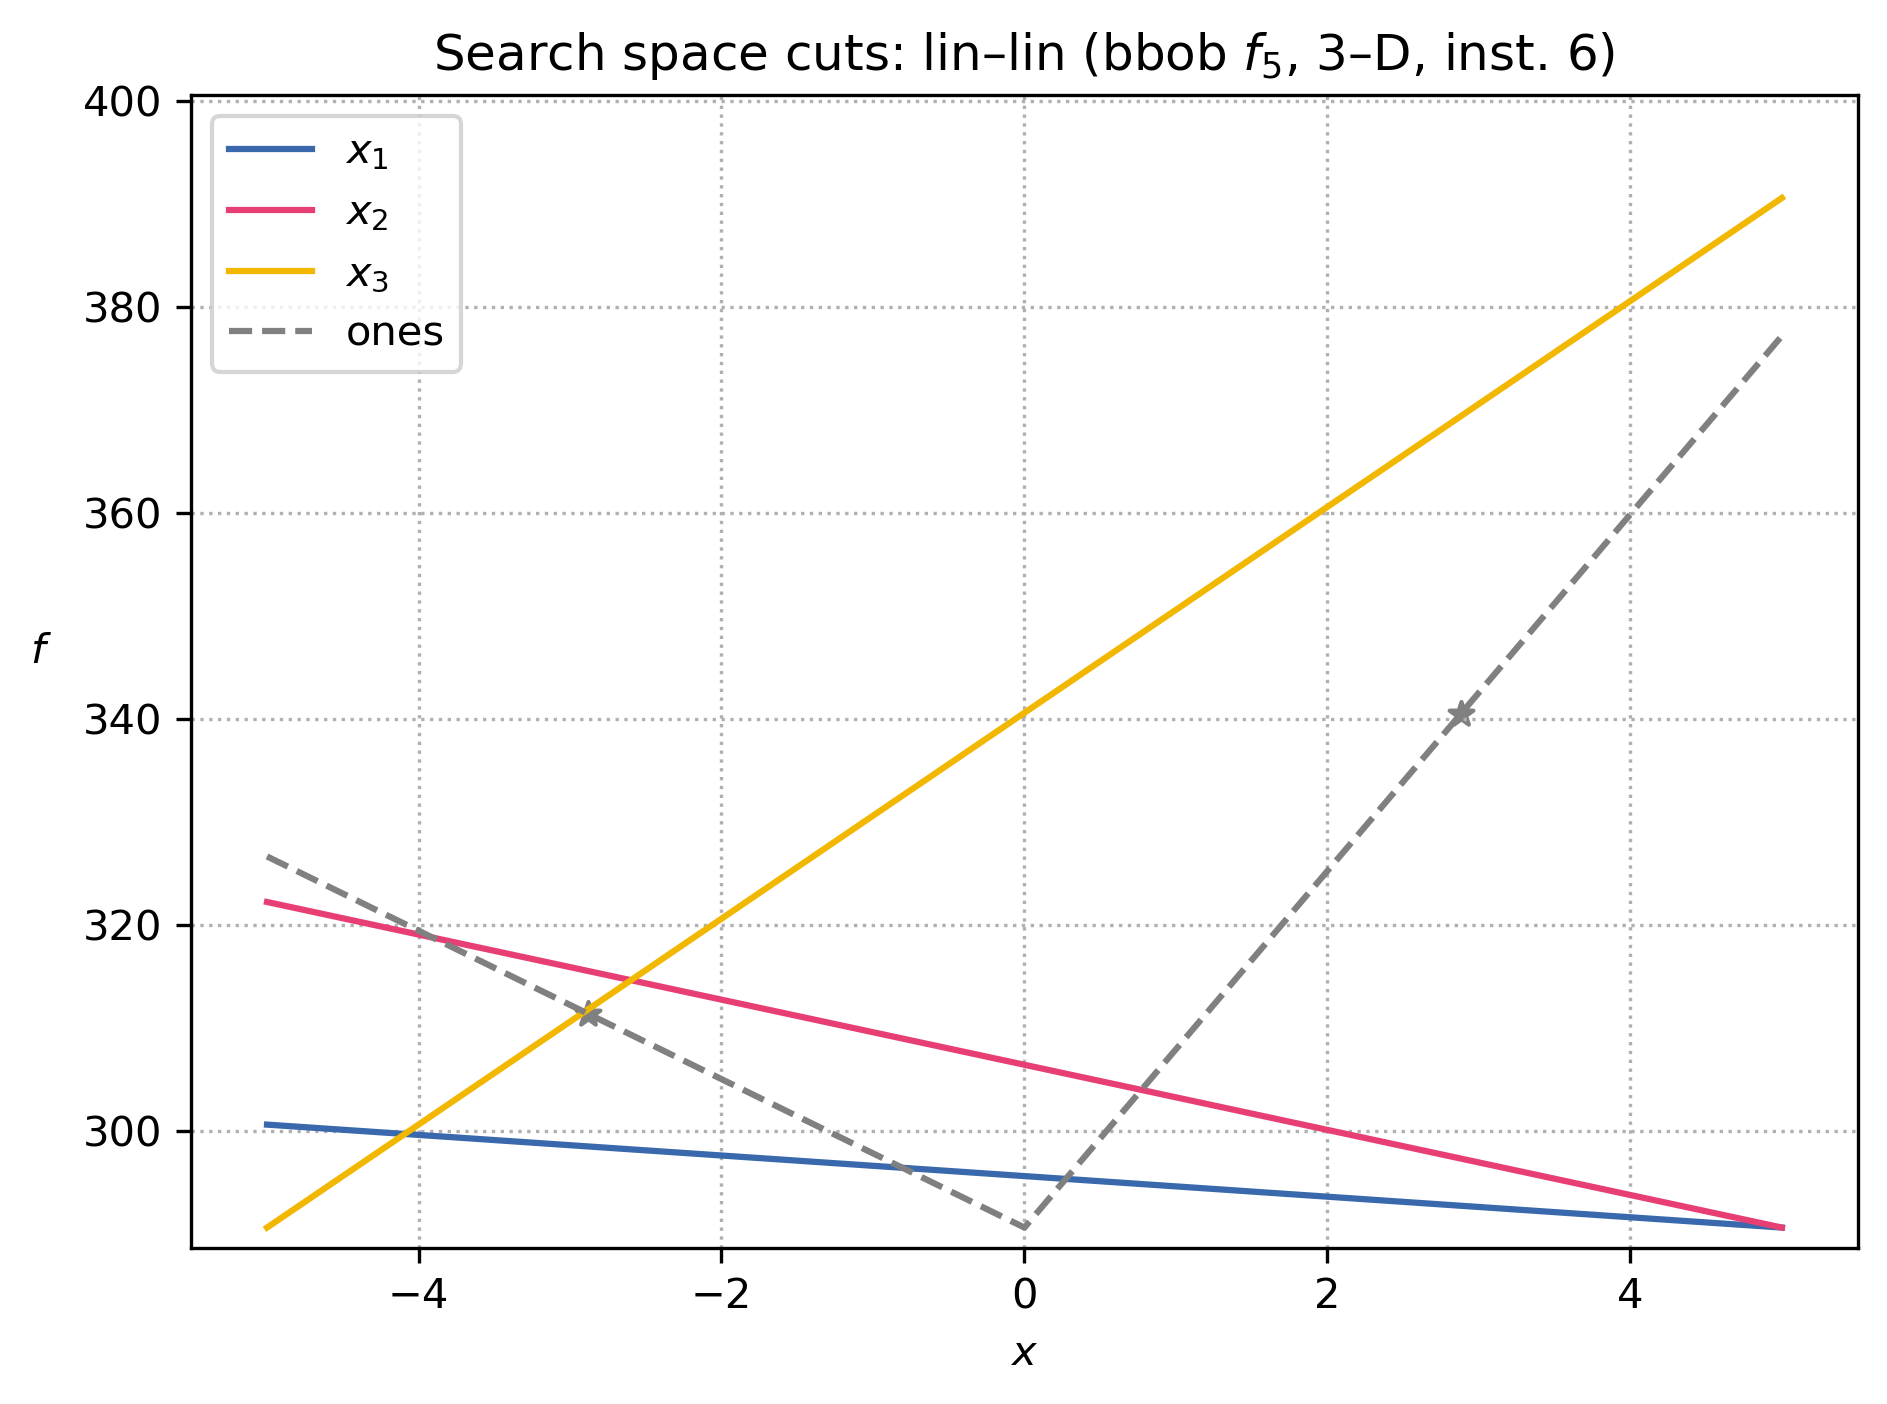 Search space cuts: lin–lin (bbob f₅, 3–D, inst. 6)
400
380
360
340
320
300
f
x₁
x₂
x₃
ones
−4
−2
0
2
4
x